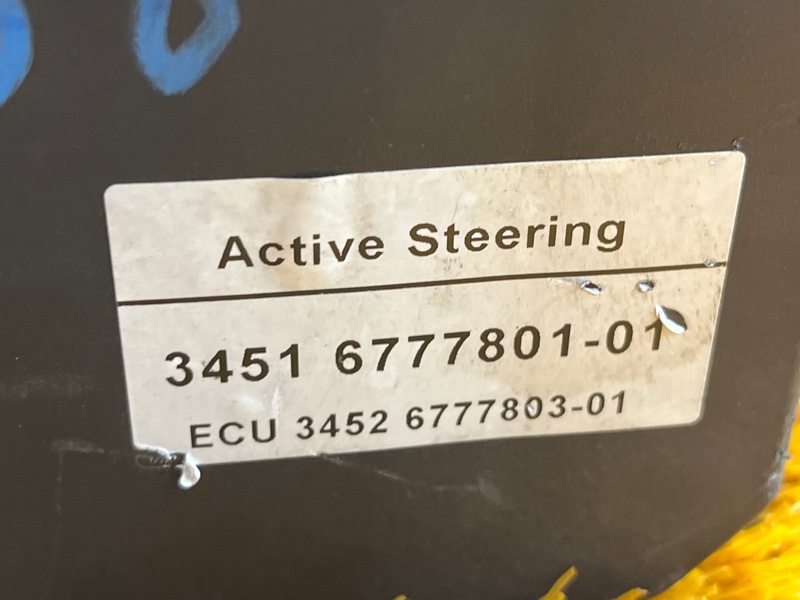 Active Steering
3451 6777801-01
ECU 3452 6777803-01